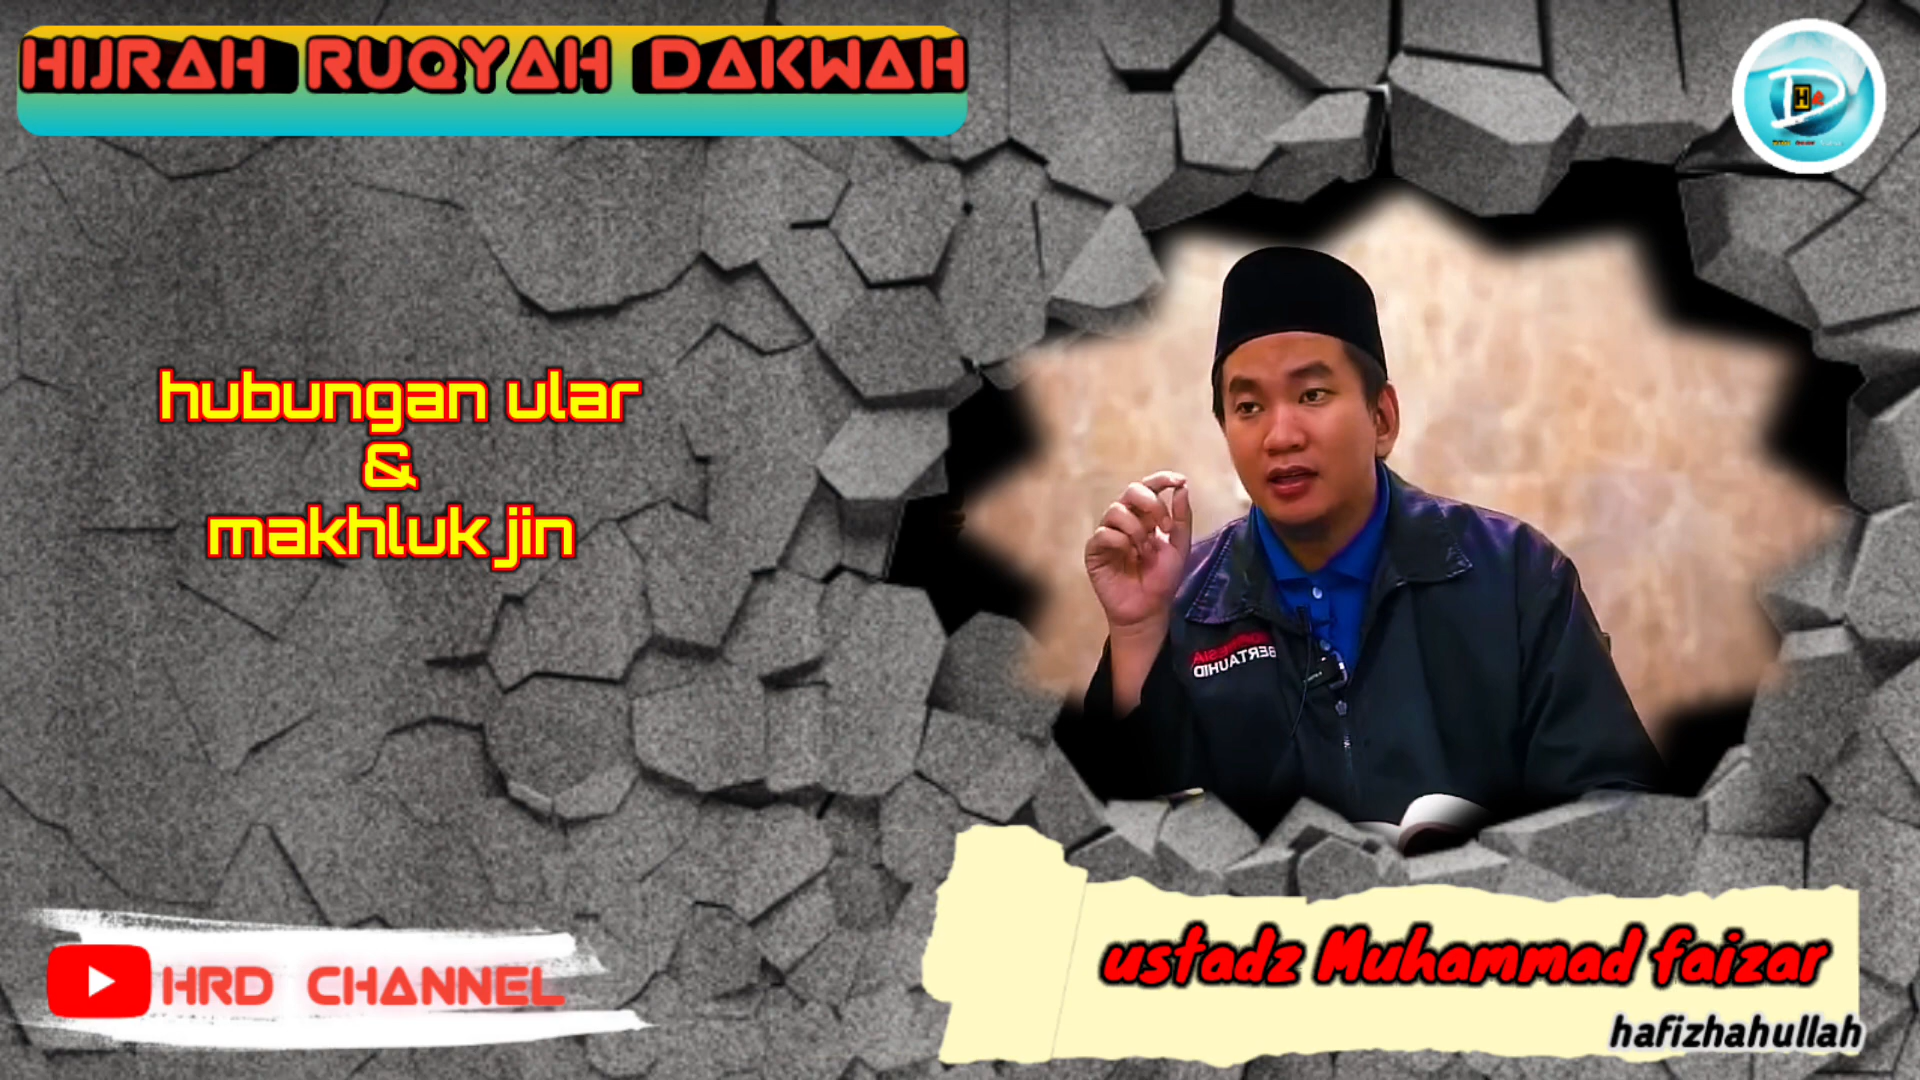 HIJRAH RUQYAH DAKWAH
hubungan ular
&
makhluk jin
BERTAUHID
HRD CHANNEL
ustadz Muhammad faizar
hafizhahullah